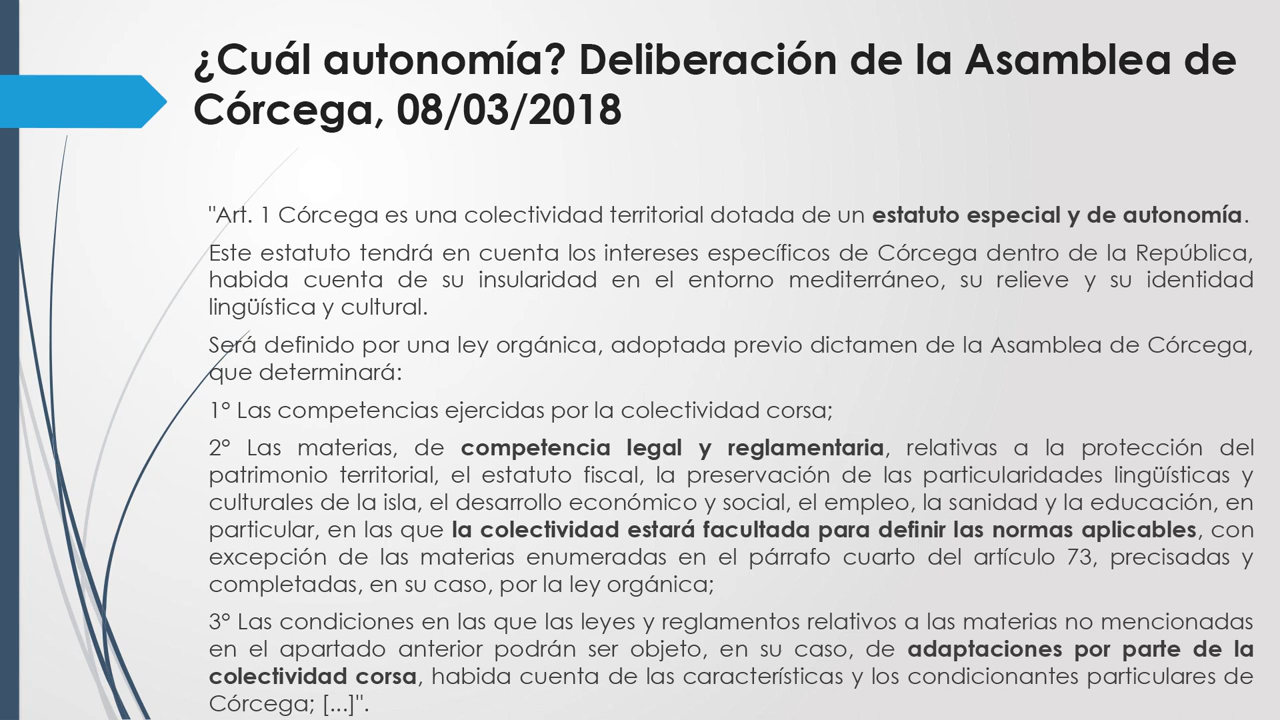 ¿Cuál autonomía? Deliberación de la Asamblea de
Córcega, 08/03/2018
"Art. 1 Córcega es una colectividad territorial dotada de un estatuto especial y de autonomía.
Este estatuto tendrá en cuenta los intereses específicos de Córcega dentro de la República,
habida cuenta de su insularidad en el entorno mediterráneo, su relieve y su identidad
lingüística y cultural.
Será definido por una ley orgánica, adoptada previo dictamen de la Asamblea de Córcega,
que determinará:
1° Las competencias ejercidas por la colectividad corsa;
2° Las materias, de competencia legal y reglamentaria, relativas a la protección del
patrimonio territorial, el estatuto fiscal, la preservación de las particularidades lingüísticas y
culturales de la isla, el desarrollo económico y social, el empleo, la sanidad y la educación, en
particular, en las que la colectividad estará facultada para definir las normas aplicables, con
excepción de las materias enumeradas en el párrafo cuarto del artículo 73, precisadas y
completadas, en su caso, por la ley orgánica;
3° Las condiciones en las que las leyes y reglamentos relativos a las materias no mencionadas
en el apartado anterior podrán ser objeto, en su caso, de adaptaciones por parte de la
colectividad corsa, habida cuenta de las características y los condicionantes particulares de
Córcega; [...]".